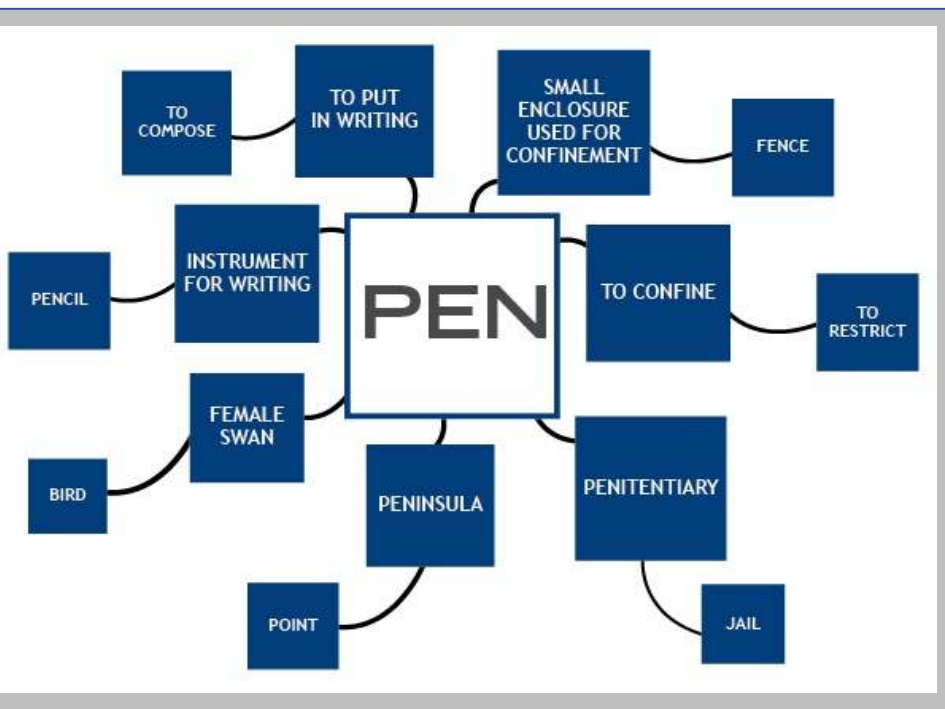 TO
COMPOSE
TO PUT
IN WRITING
SMALL
ENCLOSURE
USED FOR
CONFINEMENT
FENCE
PENCIL
INSTRUMENT
FOR WRITING
PEN
TO CONFINE
TO
RESTRICT
BIRD
FEMALE
SWAN
PENINSULA
PENITENTIARY
POINT
JAIL